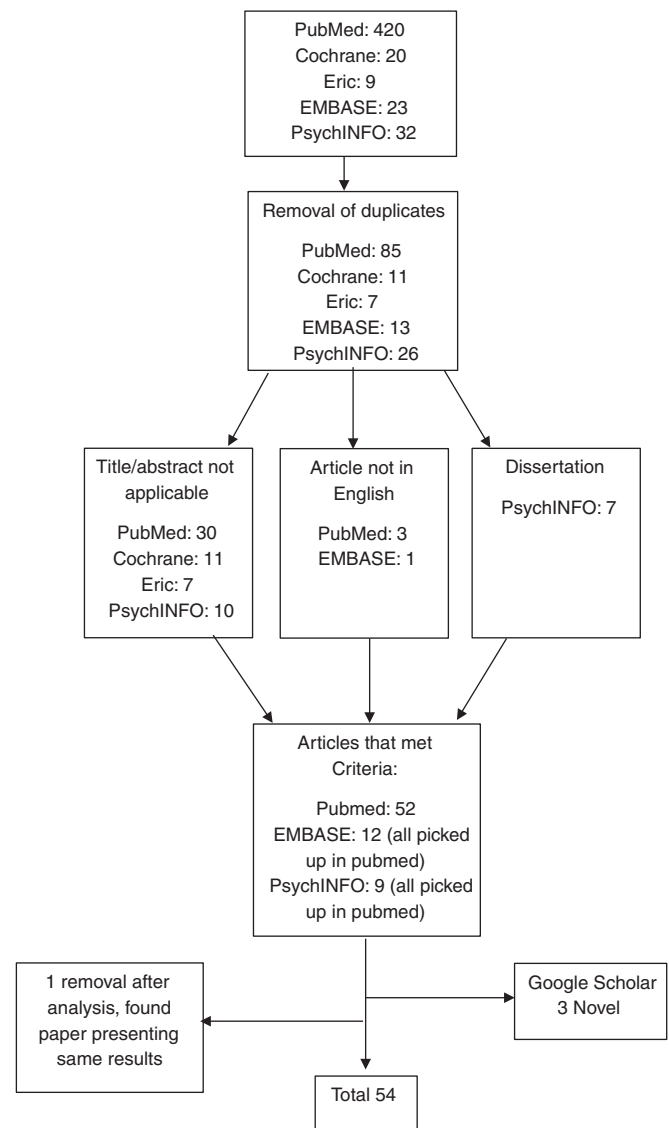 PubMed: 420
Cochrane: 20
Eric: 9
EMBASE: 23
PsychINFO: 32
Removal of duplicates
PubMed: 85
Cochrane: 11
Eric: 7
EMBASE: 13
PsychINFO: 26
Title/abstract not
applicable
PubMed: 30
Cochrane: 11
Eric: 7
PsychINFO: 10
Article not in
English
PubMed: 3
EMBASE: 1
Dissertation
PsychINFO: 7
Articles that met
Criteria:
Pubmed: 52
EMBASE: 12 (all picked
up in pubmed)
PsychINFO: 9 (all picked
up in pubmed)
1 removal after
analysis, found
paper presenting
same results
Google Scholar
3 Novel
Total 54